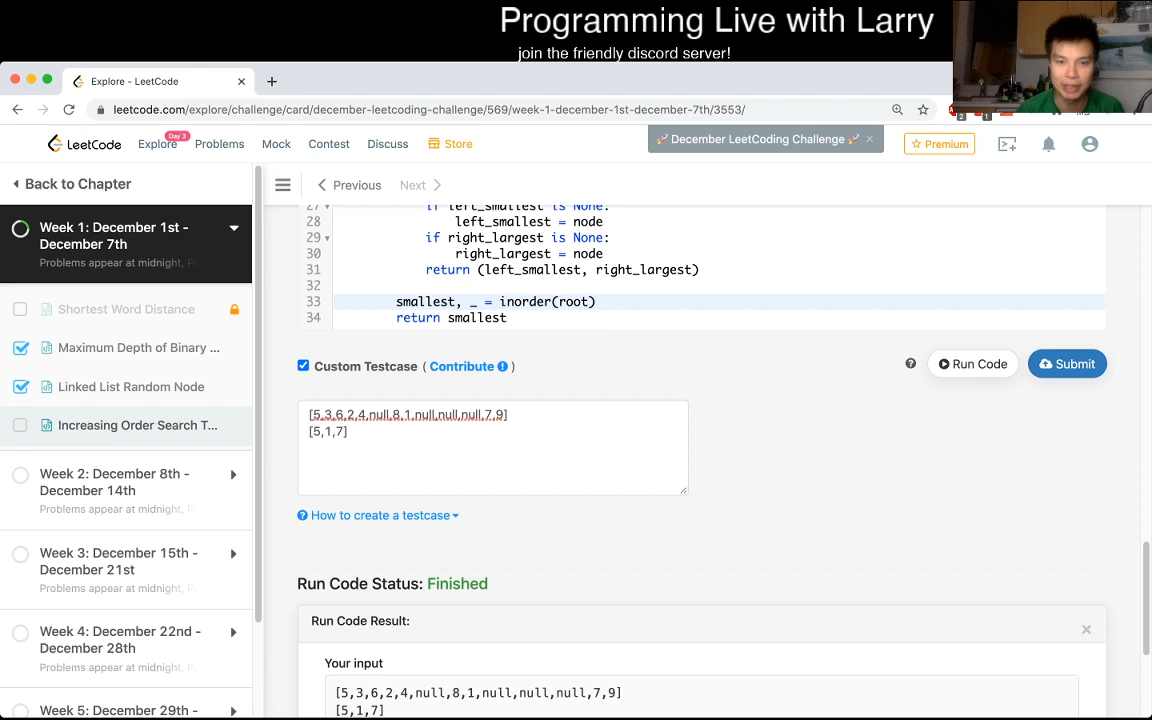 Programming Live with Larry
join the friendly discord server!
Explore - LeetCode
leetcode.com/explore/challenge/card/december-leetcoding-challenge/569/week-1-december-1st-december-7th/3553/
2
1
LeetCode
Explore
Day 3
Problems
Mock
Contest
Discuss
Store
🚀 December LeetCoding Challenge 🚀 ×
☆ Premium
Back to Chapter
Previous
Next
Week 1: December 1st -
December 7th
Problems appear at midnight,
Shortest Word Distance
Maximum Depth of Binary ...
Linked List Random Node
Increasing Order Search T...
Week 2: December 8th -
December 14th
Problems appear at midnight,
Week 3: December 15th -
December 21st
Problems appear at midnight,
Week 4: December 22nd -
December 28th
Problems appear at midnight,
Week 5: December 29th -
27 if left_smallest is None:
28 left_smallest = node
29 if right_largest is None:
30 right_largest = node
31 return (left_smallest, right_largest)
32
33 smallest, _ = inorder(root)
34 return smallest
Custom Testcase ( Contribute )
Run Code
Submit
[5,3,6,2,4,null,8,1,null,null,null,7,9]
[5,1,7]
How to create a testcase
Run Code Status: Finished
Run Code Result:
×
Your input
[5,3,6,2,4,null,8,1,null,null,null,7,9]
[5,1,7]